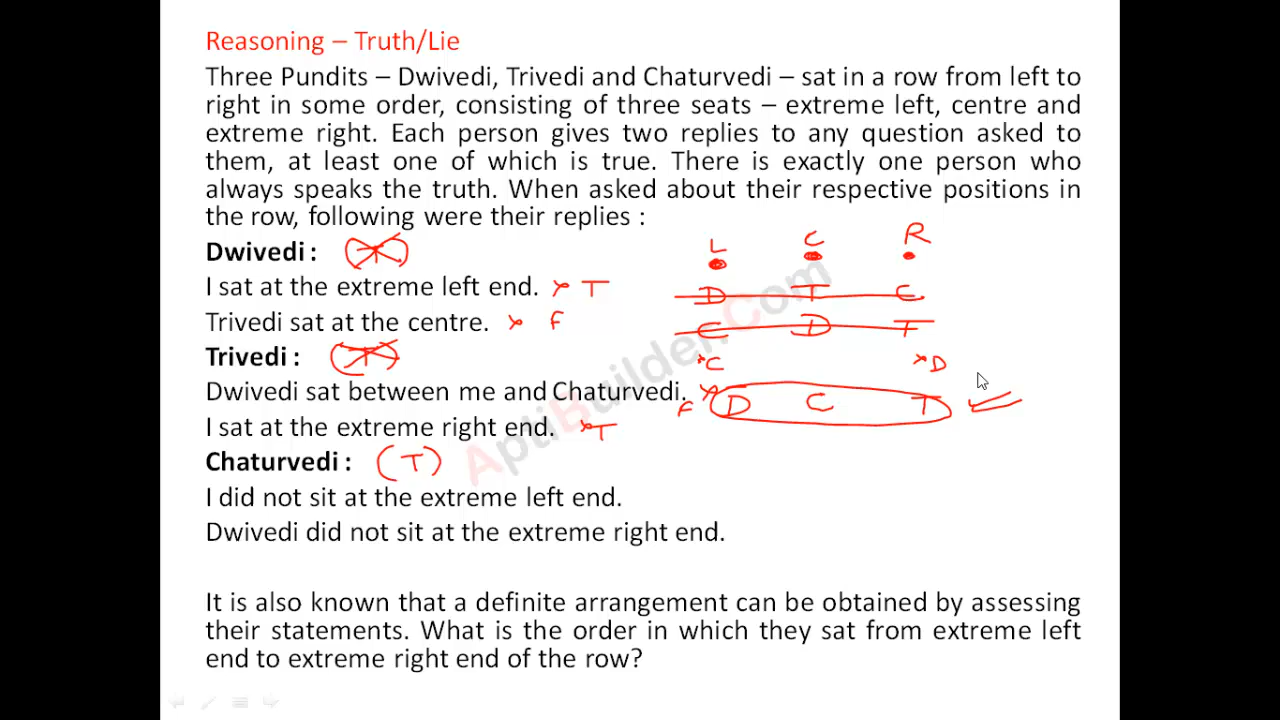 Reasoning – Truth/Lie
Three Pundits – Dwivedi, Trivedi and Chaturvedi – sat in a row from left to
right in some order, consisting of three seats – extreme left, centre and
extreme right. Each person gives two replies to any question asked to
them, at least one of which is true. There is exactly one person who
always speaks the truth. When asked about their respective positions in
the row, following were their replies :
Dwivedi : (T)
L C R
I sat at the extreme left end. × T
D T C
Trivedi sat at the centre. × F
C D T
Trivedi : (T)
×C ×D
Dwivedi sat between me and Chaturvedi. × F
D C T ✓
I sat at the extreme right end. ×T
Chaturvedi : (T)
I did not sit at the extreme left end.
Dwivedi did not sit at the extreme right end.
It is also known that a definite arrangement can be obtained by assessing
their statements. What is the order in which they sat from extreme left
end to extreme right end of the row?
AptiBuilder.Com